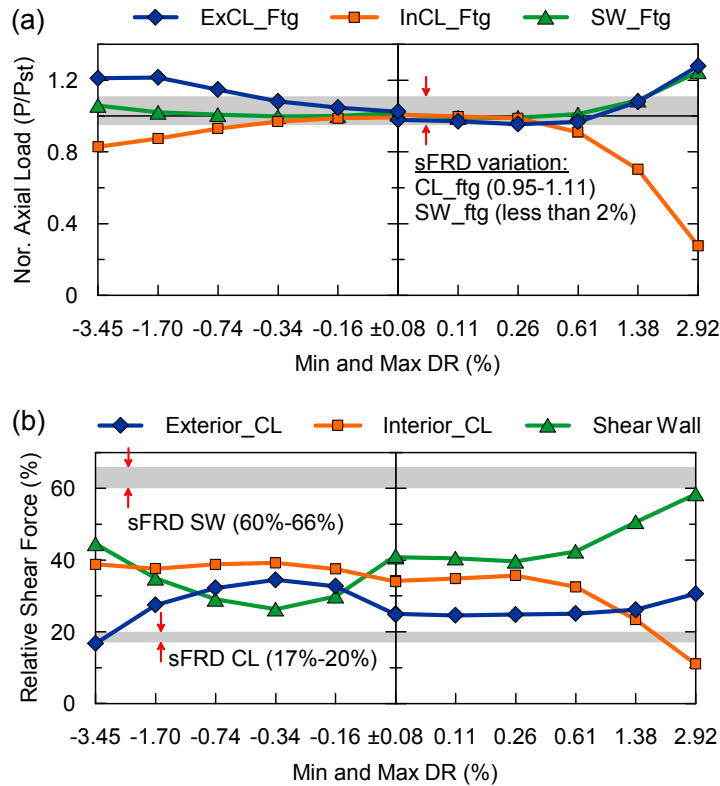 (a)
ExCL_Ftg InCL_Ftg SW_Ftg
Nor. Axial Load (P/Pst)
1.2
0.8
0.4
0
sFRD variation:
CL_ftg (0.95-1.11)
SW_ftg (less than 2%)
-3.45 -1.70 -0.74 -0.34 -0.16 ±0.08 0.11 0.26 0.61 1.38 2.92
Min and Max DR (%)
(b)
Exterior_CL Interior_CL Shear Wall
Relative Shear Force (%)
60
40
20
0
sFRD SW (60%-66%)
sFRD CL (17%-20%)
-3.45 -1.70 -0.74 -0.34 -0.16 ±0.08 0.11 0.26 0.61 1.38 2.92
Min and Max DR (%)